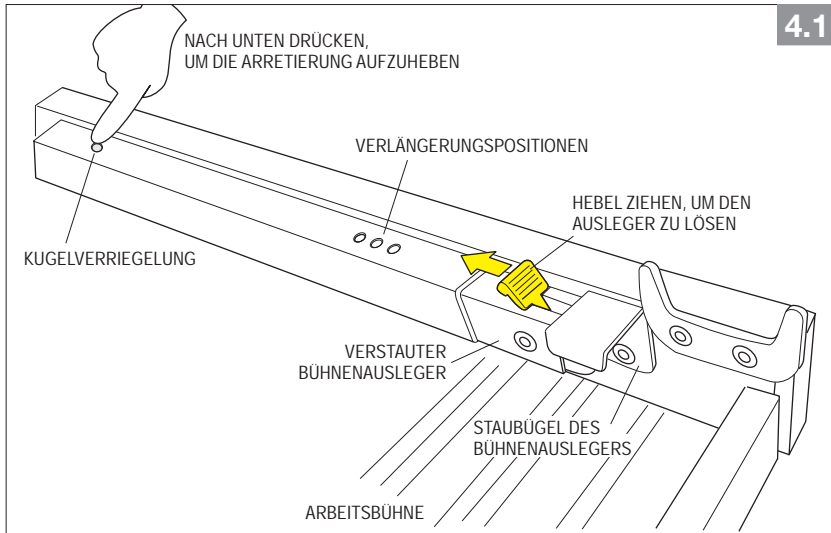 4.1
NACH UNTEN DRÜCKEN,
UM DIE ARRETIERUNG AUFZUHEBEN
VERLÄNGERUNGSPOSITIONEN
HEBEL ZIEHEN, UM DEN
AUSLEGER ZU LÖSEN
KUGELVERRIEGELUNG
VERSTAUTER
BÜHNENAUSLEGER
STAUBÜGEL DES
BÜHNENAUSLEGERS
ARBEITSBÜHNE